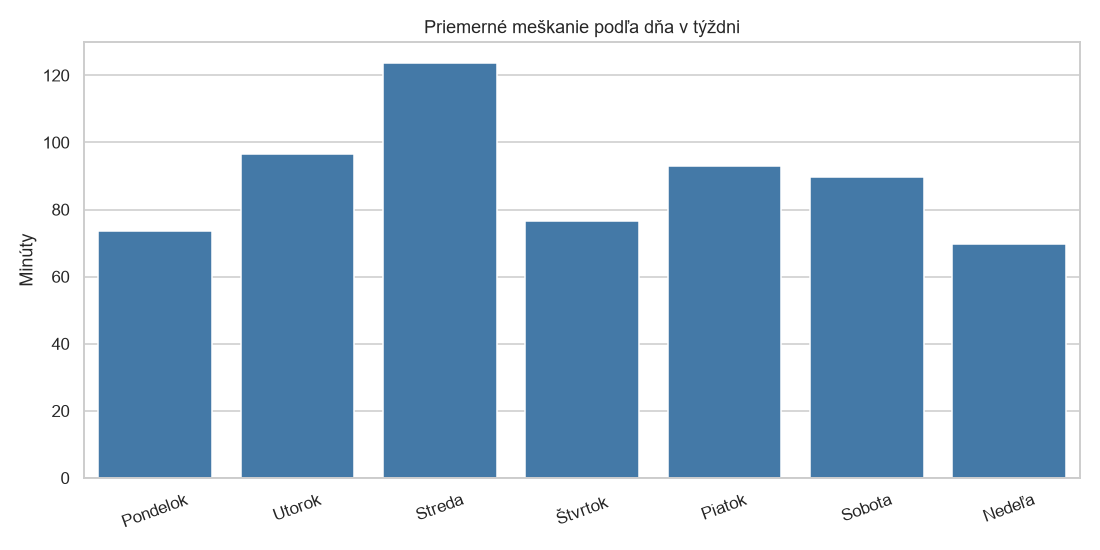 Priemerné meškanie podľa dňa v týždni
Minúty
120
100
80
60
40
20
0
Pondelok
Utorok
Streda
Štvrtok
Piatok
Sobota
Nedeľa